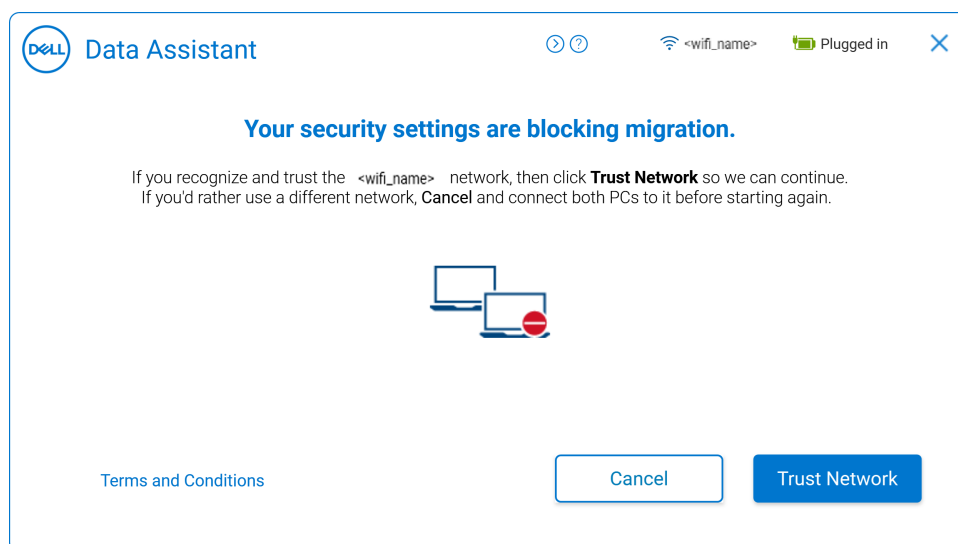 DELL Data Assistant <wifi_name> Plugged in
Your security settings are blocking migration.
If you recognize and trust the <wifi_name> network, then click Trust Network so we can continue.
If you'd rather use a different network, Cancel and connect both PCs to it before starting again.
Terms and Conditions Cancel Trust Network